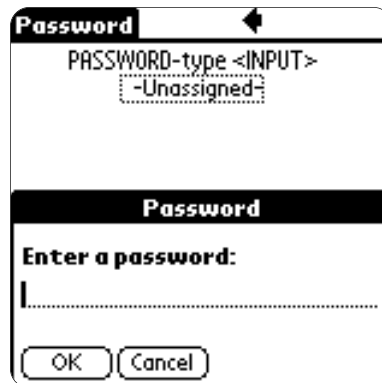 Password
PASSWORD-type <INPUT>
-Unassigned-
Password
Enter a password:
OK Cancel